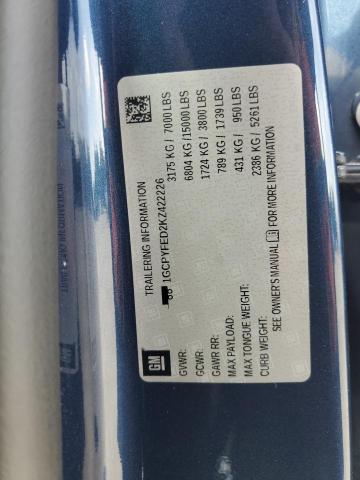 GM
TRAILERING INFORMATION
1GCPYFED2KZ422226
GVWR: 3175 KG / 7000 LBS
GCWR: 6804 KG /15000 LBS
GAWR RR: 1724 KG / 3800 LBS
MAX PAYLOAD: 789 KG / 1739 LBS
MAX TONGUE WEIGHT: 431 KG / 950 LBS
CURB WEIGHT: 2386 KG / 5261 LBS
SEE OWNER'S MANUAL FOR MORE INFORMATION